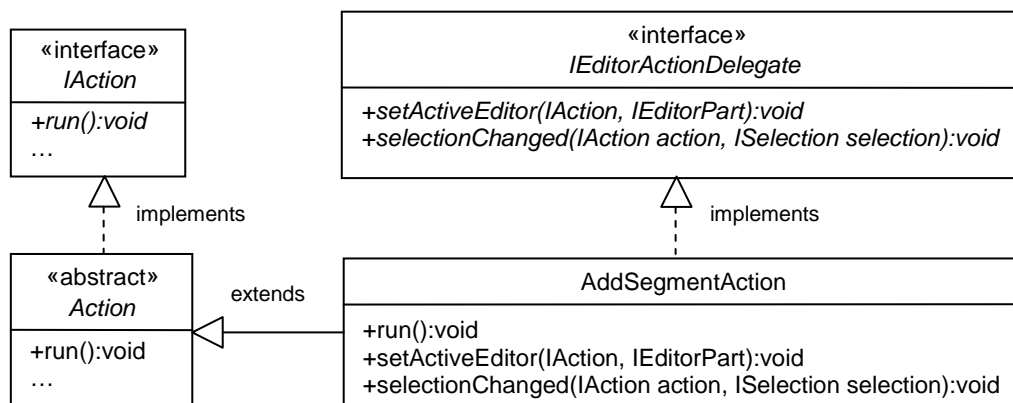 «interface»
IAction
+run():void
…
«interface»
IEditorActionDelegate
+setActiveEditor(IAction, IEditorPart):void
+selectionChanged(IAction action, ISelection selection):void
implements
implements
«abstract»
Action
+run():void
…
extends
AddSegmentAction
+run():void
+setActiveEditor(IAction, IEditorPart):void
+selectionChanged(IAction action, ISelection selection):void